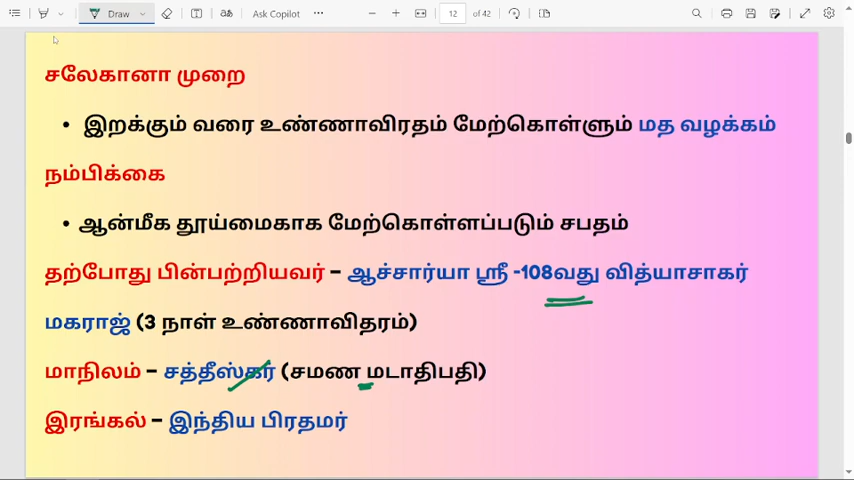 Draw
Ask Copilot
12 of 42
சலேகானா முறை
• இறக்கும் வரை உண்ணாவிரதம் மேற்கொள்ளும் மத வழக்கம்
நம்பிக்கை
• ஆன்மீக தூய்மைகாக மேற்கொள்ளப்படும் சபதம்
தற்போது பின்பற்றியவர் – ஆச்சார்யா ஸ்ரீ -108வது வித்யாசாகர்
மகராஜ் (3 நாள் உண்ணாவிதரம்)
மாநிலம் – சத்தீஸ்கர் (சமண மடாதிபதி)
இரங்கல் – இந்திய பிரதமர்